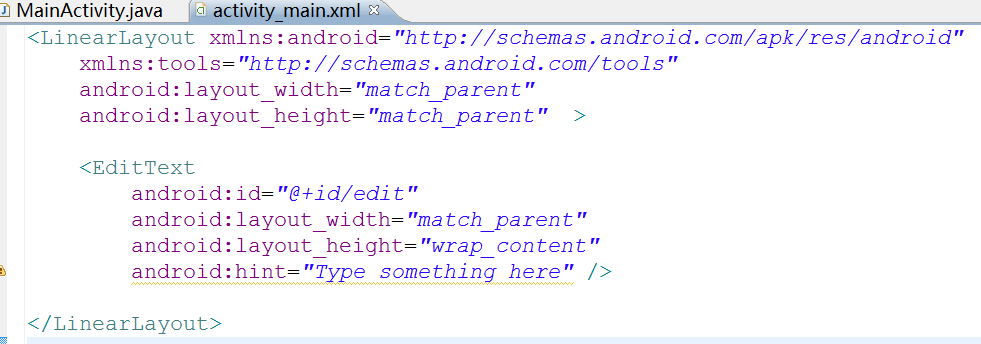 MainActivity.java activity_main.xml
<LinearLayout xmlns:android="http://schemas.android.com/apk/res/android"
    xmlns:tools="http://schemas.android.com/tools"
    android:layout_width="match_parent"
    android:layout_height="match_parent"  >

    <EditText
        android:id="@+id/edit"
        android:layout_width="match_parent"
        android:layout_height="wrap_content"
        android:hint="Type something here" />

</LinearLayout>